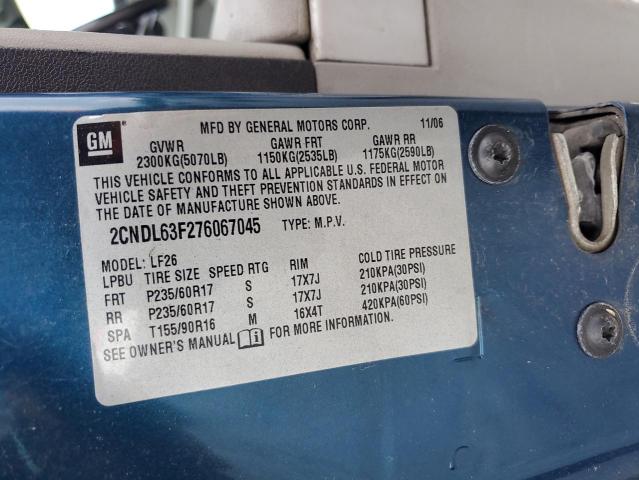 GM
MFD BY GENERAL MOTORS CORP. 11/06
GVWR GAWR FRT GAWR RR
2300KG(5070LB) 1150KG(2535LB) 1175KG(2590LB)
THIS VEHICLE CONFORMS TO ALL APPLICABLE U.S. FEDERAL MOTOR
VEHICLE SAFETY AND THEFT PREVENTION STANDARDS IN EFFECT ON
THE DATE OF MANUFACTURE SHOWN ABOVE.
2CNDL63F276067045 TYPE: M.P.V.
MODEL: LF26
LPBU TIRE SIZE SPEED RTG RIM COLD TIRE PRESSURE
FRT P235/60R17 S 17X7J 210KPA(30PSI)
RR P235/60R17 S 17X7J 210KPA(30PSI)
SPA T155/90R16 M 16X4T 420KPA(60PSI)
SEE OWNER'S MANUAL i FOR MORE INFORMATION.